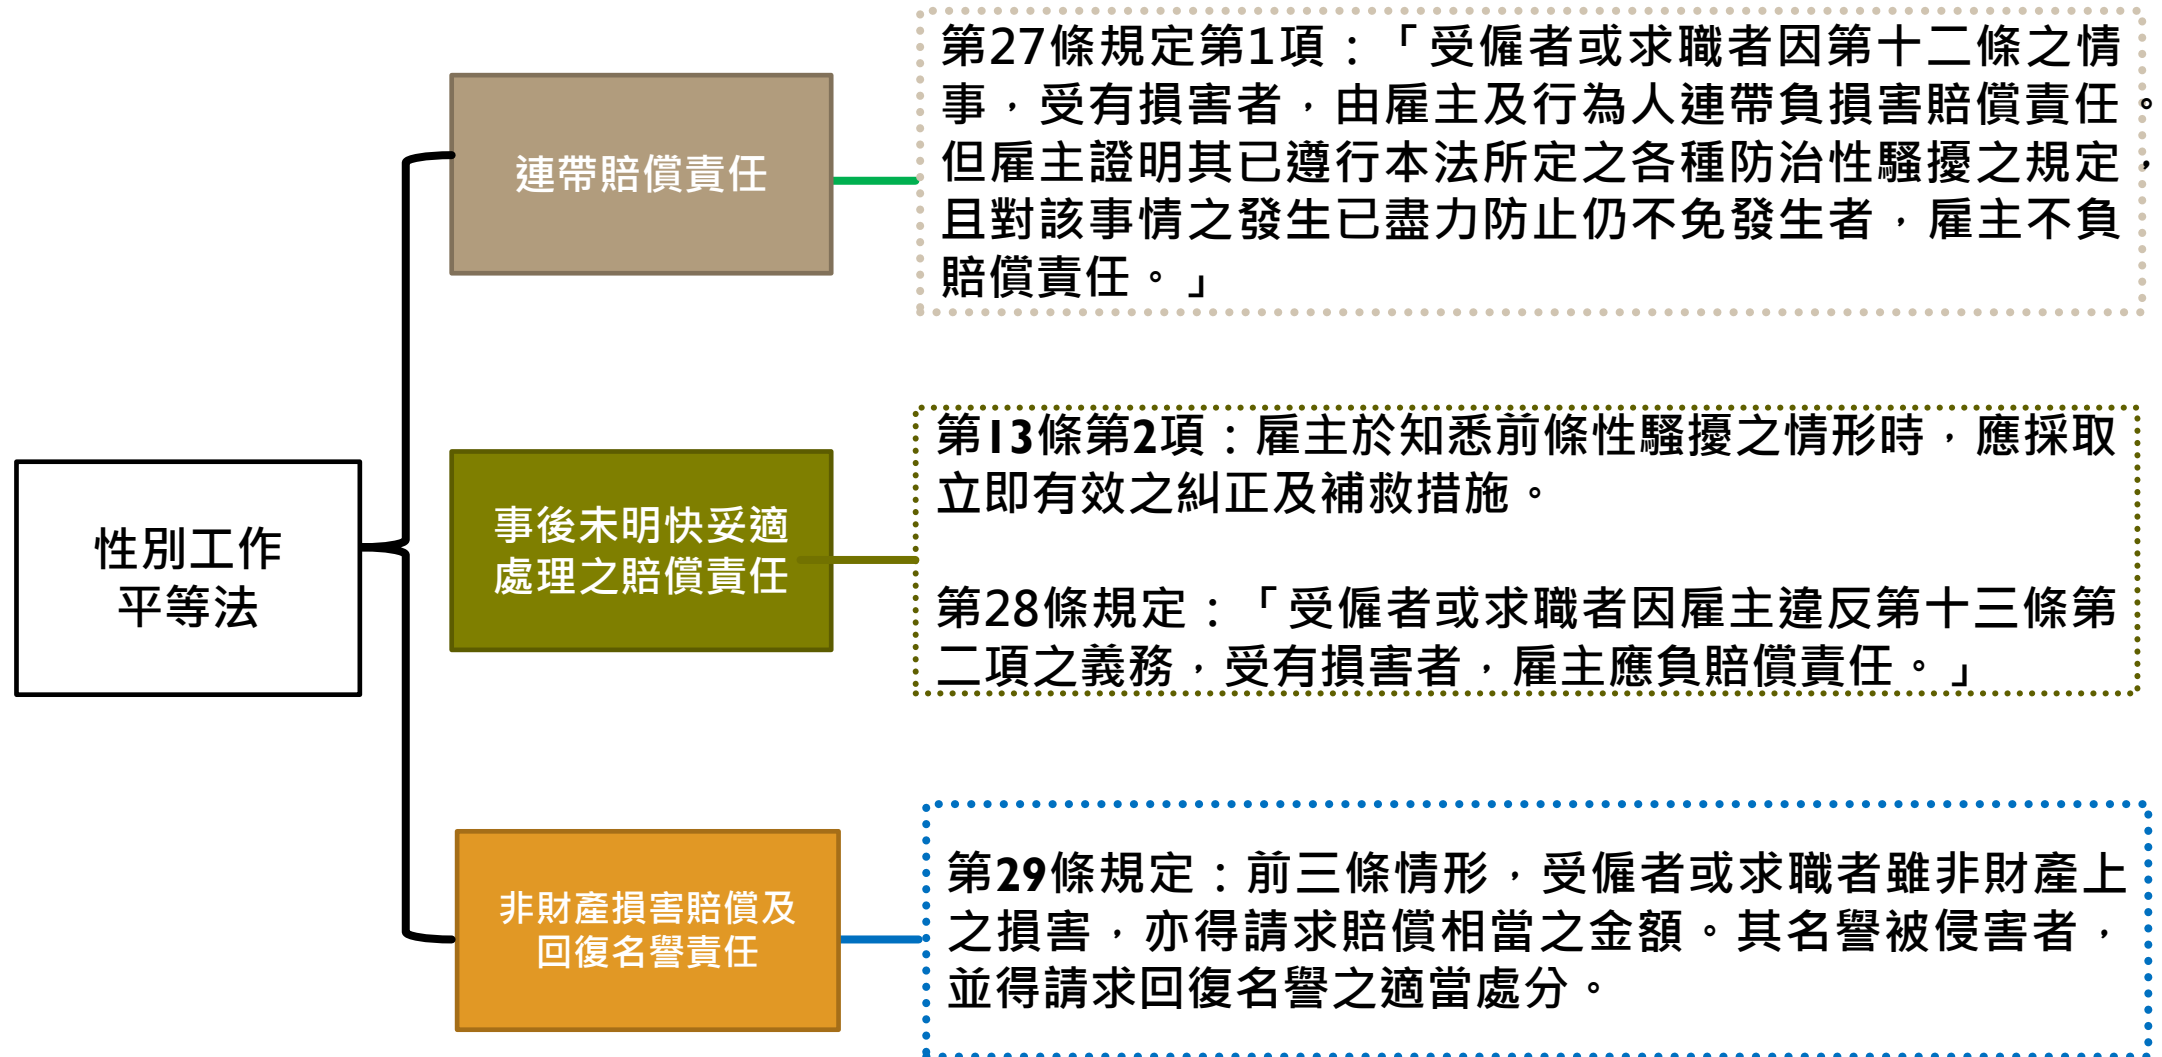 第27條規定第1項：「受僱者或求職者因第十二條之情
事，受有損害者，由雇主及行為人連帶負損害賠償責任。
但雇主證明其已遵行本法所定之各種防治性騷擾之規定，
且對該事情之發生已盡力防止仍不免發生者，雇主不負
賠償責任。」
連帶賠償責任
第13條第2項：雇主於知悉前條性騷擾之情形時，應採取
立即有效之糾正及補救措施。
第28條規定：「受僱者或求職者因雇主違反第十三條第
二項之義務，受有損害者，雇主應負賠償責任。」
事後未明快妥適
處理之賠償責任
性別工作
平等法
第29條規定：前三條情形，受僱者或求職者雖非財產上
之損害，亦得請求賠償相當之金額。其名譽被侵害者，
並得請求回復名譽之適當處分。
非財產損害賠償及
回復名譽責任